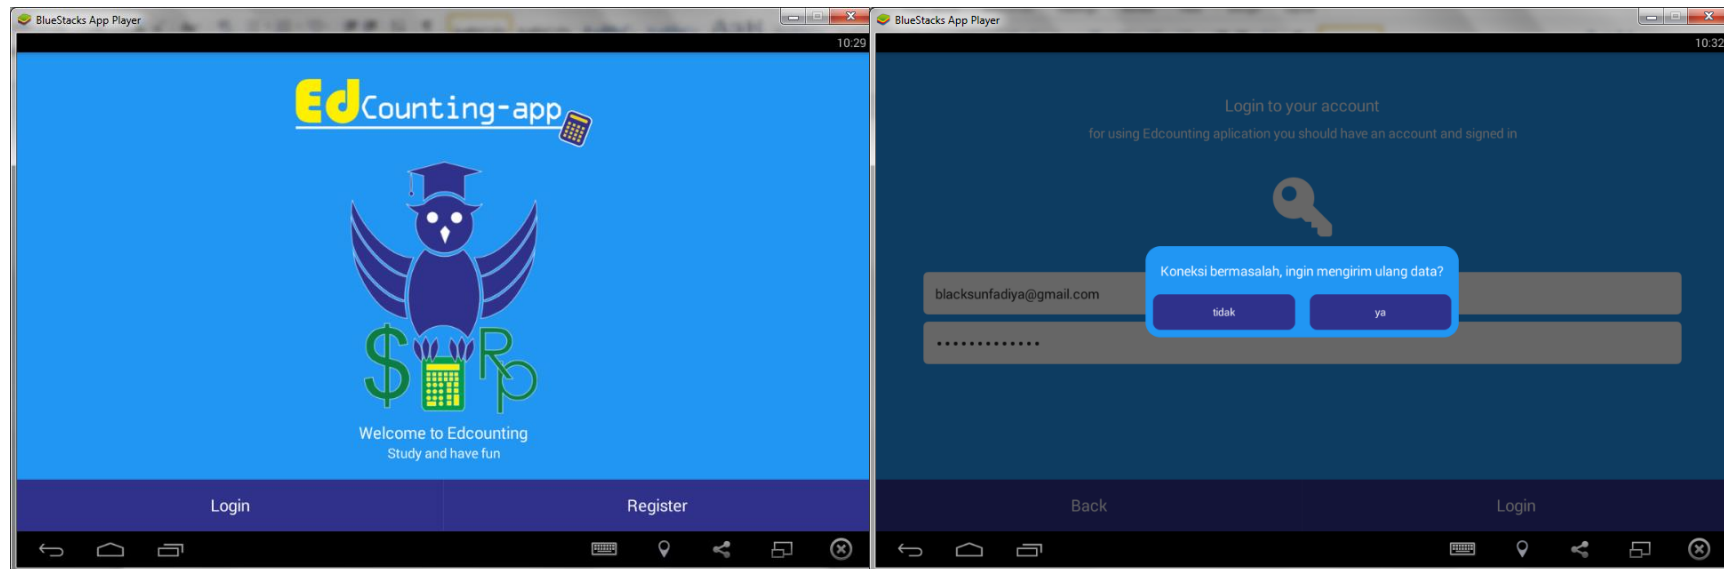 BlueStacks App Player
10:29
EdCounting-app
$ Rp
Welcome to Edcounting
Study and have fun
Login
Register
BlueStacks App Player
10:32
Login to your account
for using Edcounting aplication you should have an account and signed in
Koneksi bermasalah, ingin mengirim ulang data?
tidak
ya
blacksunfadiya@gmail.com
•••••••••••••
Back
Login